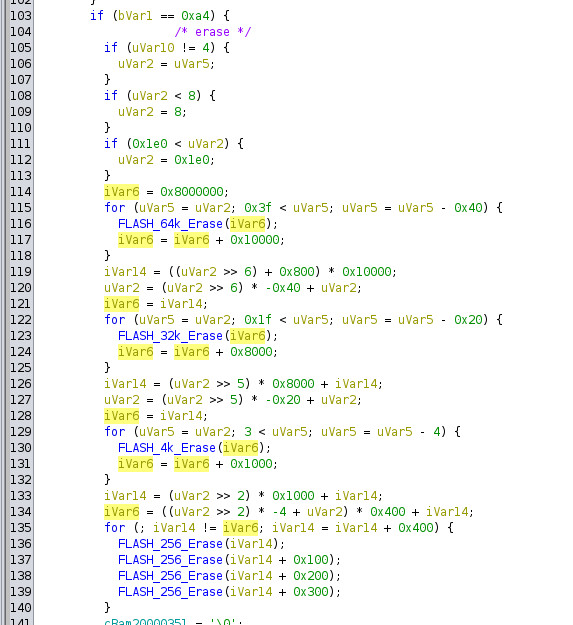 102 }
103 if (bVar1 == 0xa4) {
104 /* erase */
105 if (uVar10 != 4) {
106 uVar2 = uVar5;
107 }
108 if (uVar2 < 8) {
109 uVar2 = 8;
110 }
111 if (0x1e0 < uVar2) {
112 uVar2 = 0x1e0;
113 }
114 iVar6 = 0x8000000;
115 for (uVar5 = uVar2; 0x3f < uVar5; uVar5 = uVar5 - 0x40) {
116 FLASH_64k_Erase(iVar6);
117 iVar6 = iVar6 + 0x10000;
118 }
119 iVar14 = ((uVar2 >> 6) + 0x800) * 0x10000;
120 uVar2 = (uVar2 >> 6) * -0x40 + uVar2;
121 iVar6 = iVar14;
122 for (uVar5 = uVar2; 0x1f < uVar5; uVar5 = uVar5 - 0x20) {
123 FLASH_32k_Erase(iVar6);
124 iVar6 = iVar6 + 0x8000;
125 }
126 iVar14 = (uVar2 >> 5) * 0x8000 + iVar14;
127 uVar2 = (uVar2 >> 5) * -0x20 + uVar2;
128 iVar6 = iVar14;
129 for (uVar5 = uVar2; 3 < uVar5; uVar5 = uVar5 - 4) {
130 FLASH_4k_Erase(iVar6);
131 iVar6 = iVar6 + 0x1000;
132 }
133 iVar14 = (uVar2 >> 2) * 0x1000 + iVar14;
134 iVar6 = ((uVar2 >> 2) * -4 + uVar2) * 0x400 + iVar14;
135 for (; iVar14 != iVar6; iVar14 = iVar14 + 0x400) {
136 FLASH_256_Erase(iVar14);
137 FLASH_256_Erase(iVar14 + 0x100);
138 FLASH_256_Erase(iVar14 + 0x200);
139 FLASH_256_Erase(iVar14 + 0x300);
140 }
141 cRam20000351 = '\0';